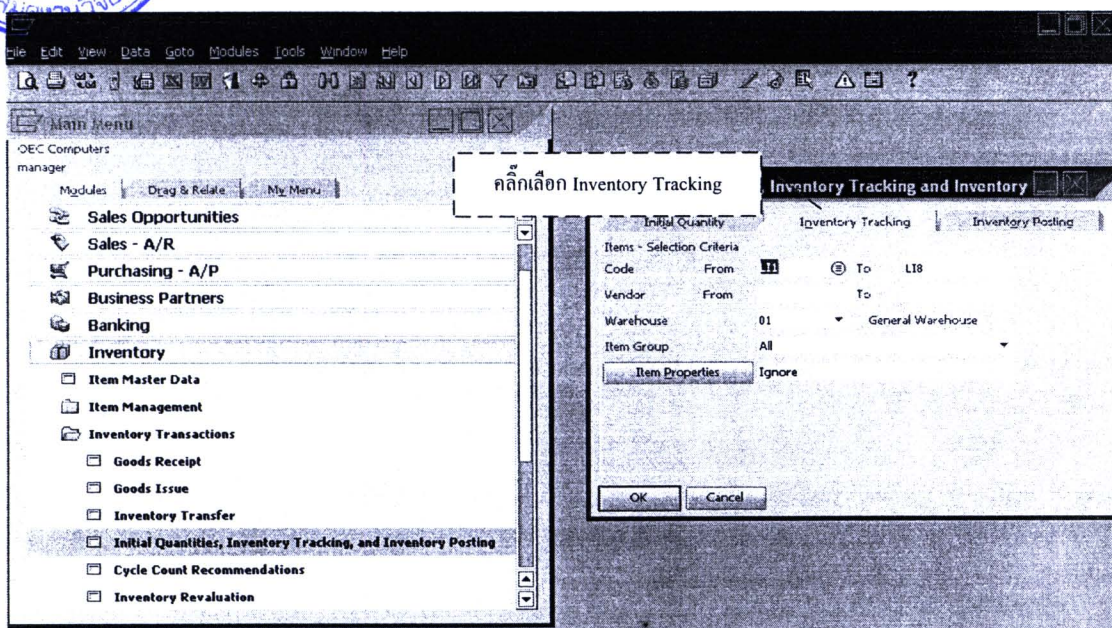 File Edit View Data Goto Modules Tools Window Help
?
Main Menu
OEC Computers
manager
Modules Drag & Relate My Menu
Sales Opportunities
Sales - A/R
Purchasing - A/P
Business Partners
Banking
Inventory
Item Master Data
Item Management
Inventory Transactions
Goods Receipt
Goods Issue
Inventory Transfer
Initial Quantities, Inventory Tracking, and Inventory Posting
Cycle Count Recommendations
Inventory Revaluation
คลิ๊กเลือก Inventory Tracking
Inventory Tracking and Inventory
Initial Quantity Inventory Tracking Inventory Posting
Items - Selection Criteria
Code From To LI8
Vendor From To
Warehouse 01 General Warehouse
Item Group All
Item Properties Ignore
OK Cancel